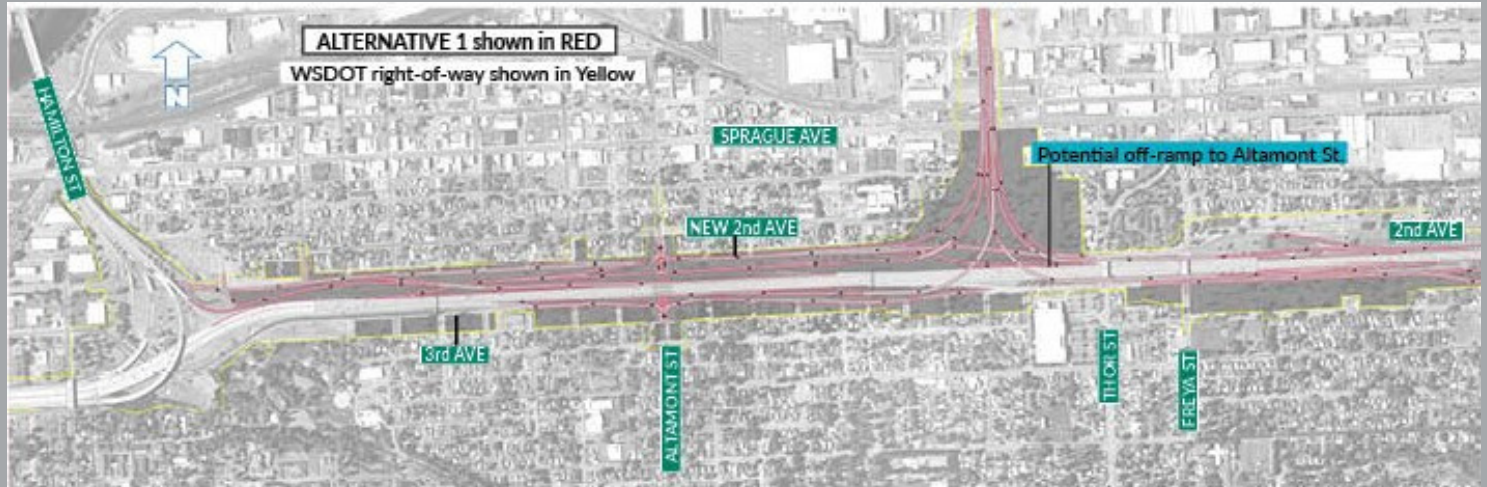 ALTERNATIVE 1 shown in RED
WSDOT right-of-way shown in Yellow
N
HAMILTON ST
SPRAGUE AVE
Potential off-ramp to Altamont St.
NEW 2nd AVE
2nd AVE
3rd AVE
ALTAMONT ST
THOR ST
FREYA ST